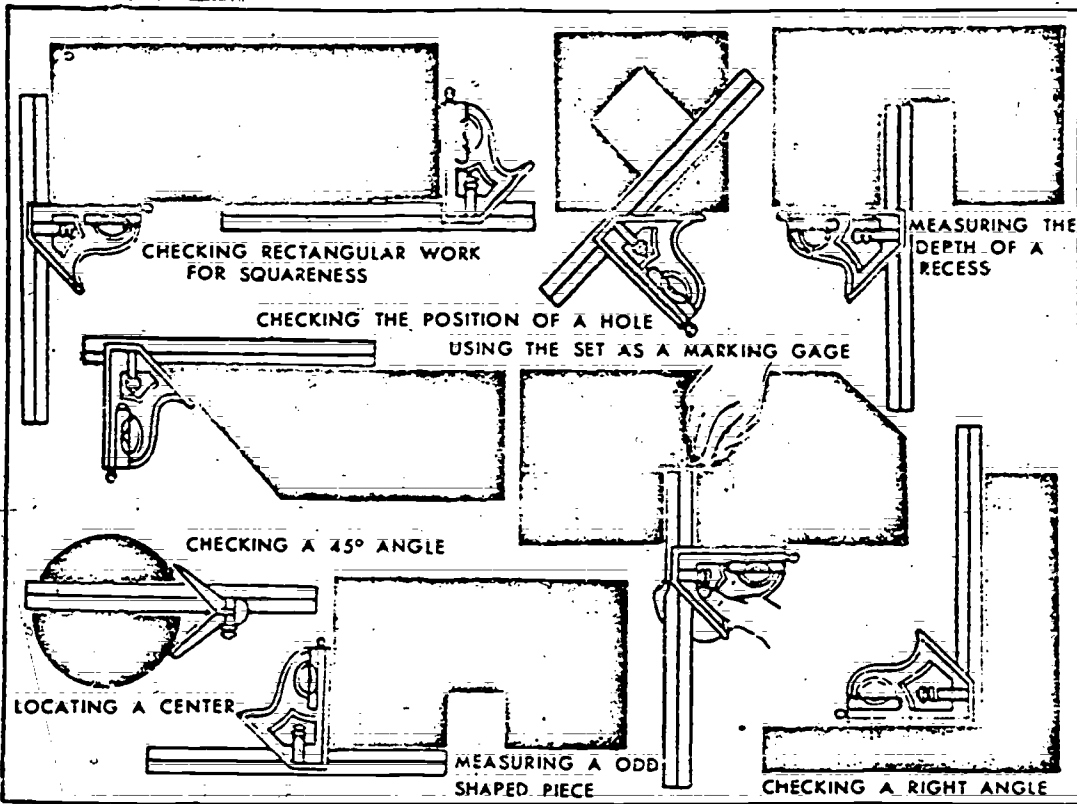 CHECKING RECTANGULAR WORK
FOR SQUARENESS
MEASURING THE
DEPTH OF A
RECESS
CHECKING THE POSITION OF A HOLE
USING THE SET AS A MARKING GAGE
CHECKING A 45° ANGLE
LOCATING A CENTER
MEASURING A ODD
SHAPED PIECE
CHECKING A RIGHT ANGLE